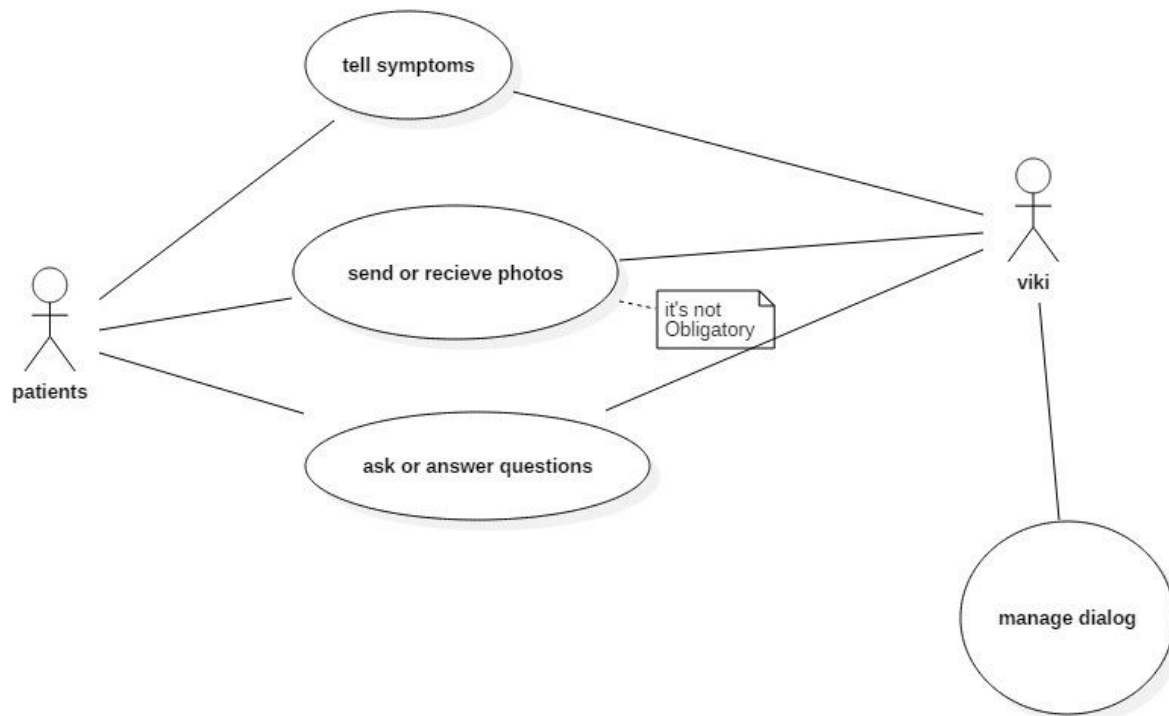 tell symptoms
send or recieve photos
it's not
Obligatory
viki
patients
ask or answer questions
manage dialog